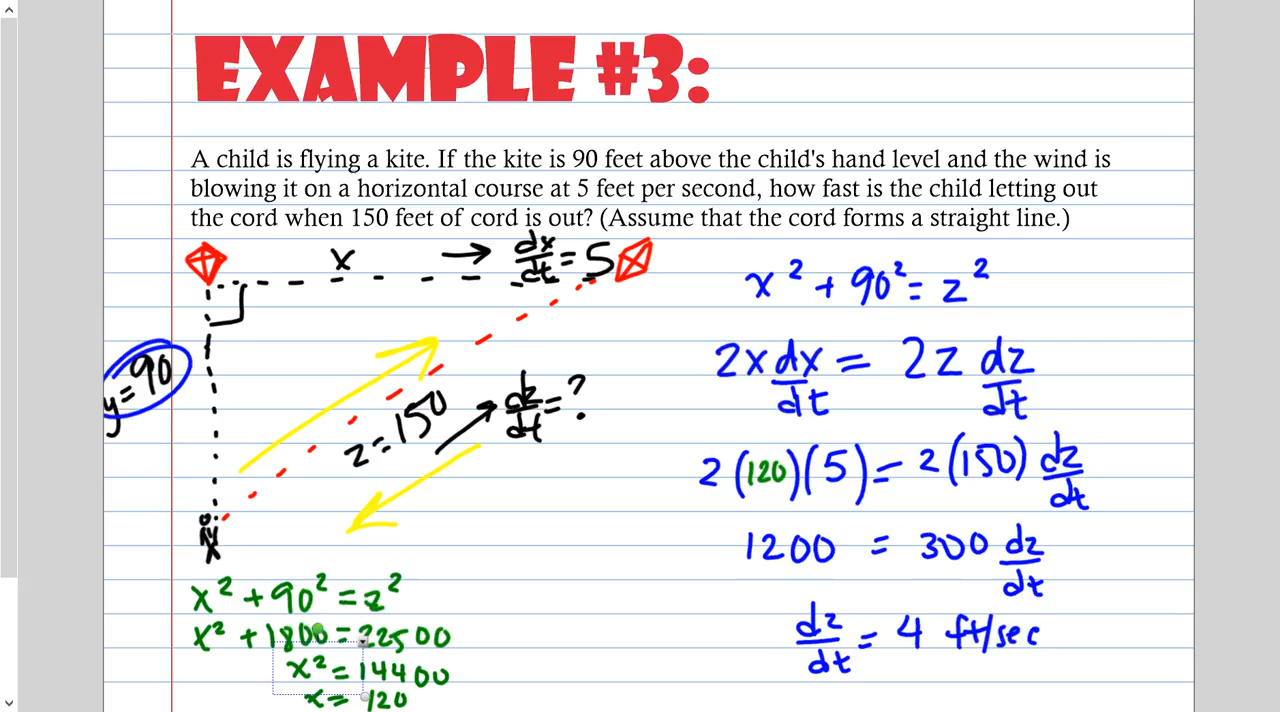 EXAMPLE #3:
A child is flying a kite. If the kite is 90 feet above the child's hand level and the wind is
blowing it on a horizontal course at 5 feet per second, how fast is the child letting out
the cord when 150 feet of cord is out? (Assume that the cord forms a straight line.)
x → dx/dt = 5
y = 90
z = 150
dz/dt = ?
x² + 90² = z²
x² + 1800 = 22500
x² = 14400
x = 120
x² + 90² = z²
2x dx/dt = 2z dz/dt
2(120)(5) = 2(150) dz/dt
1200 = 300 dz/dt
dz/dt = 4 ft/sec